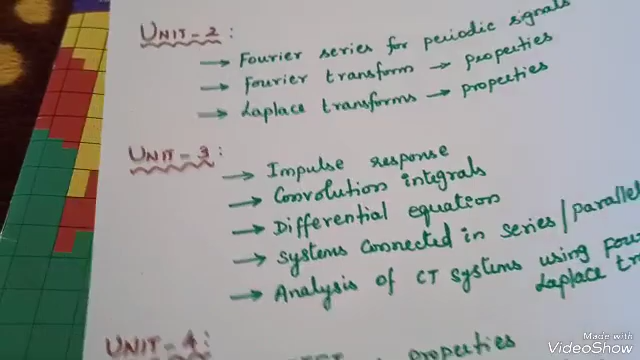 UNIT-2:
→ Fourier series for periodic signals
→ Fourier transform → properties
→ Laplace transforms → properties
UNIT-3:
→ Impulse response
→ Convolution integrals
→ Differential equation
→ Systems connected in series/parallel
→ Analysis of CT systems using
Laplace
UNIT-4:
properties
Made with
VideoShow